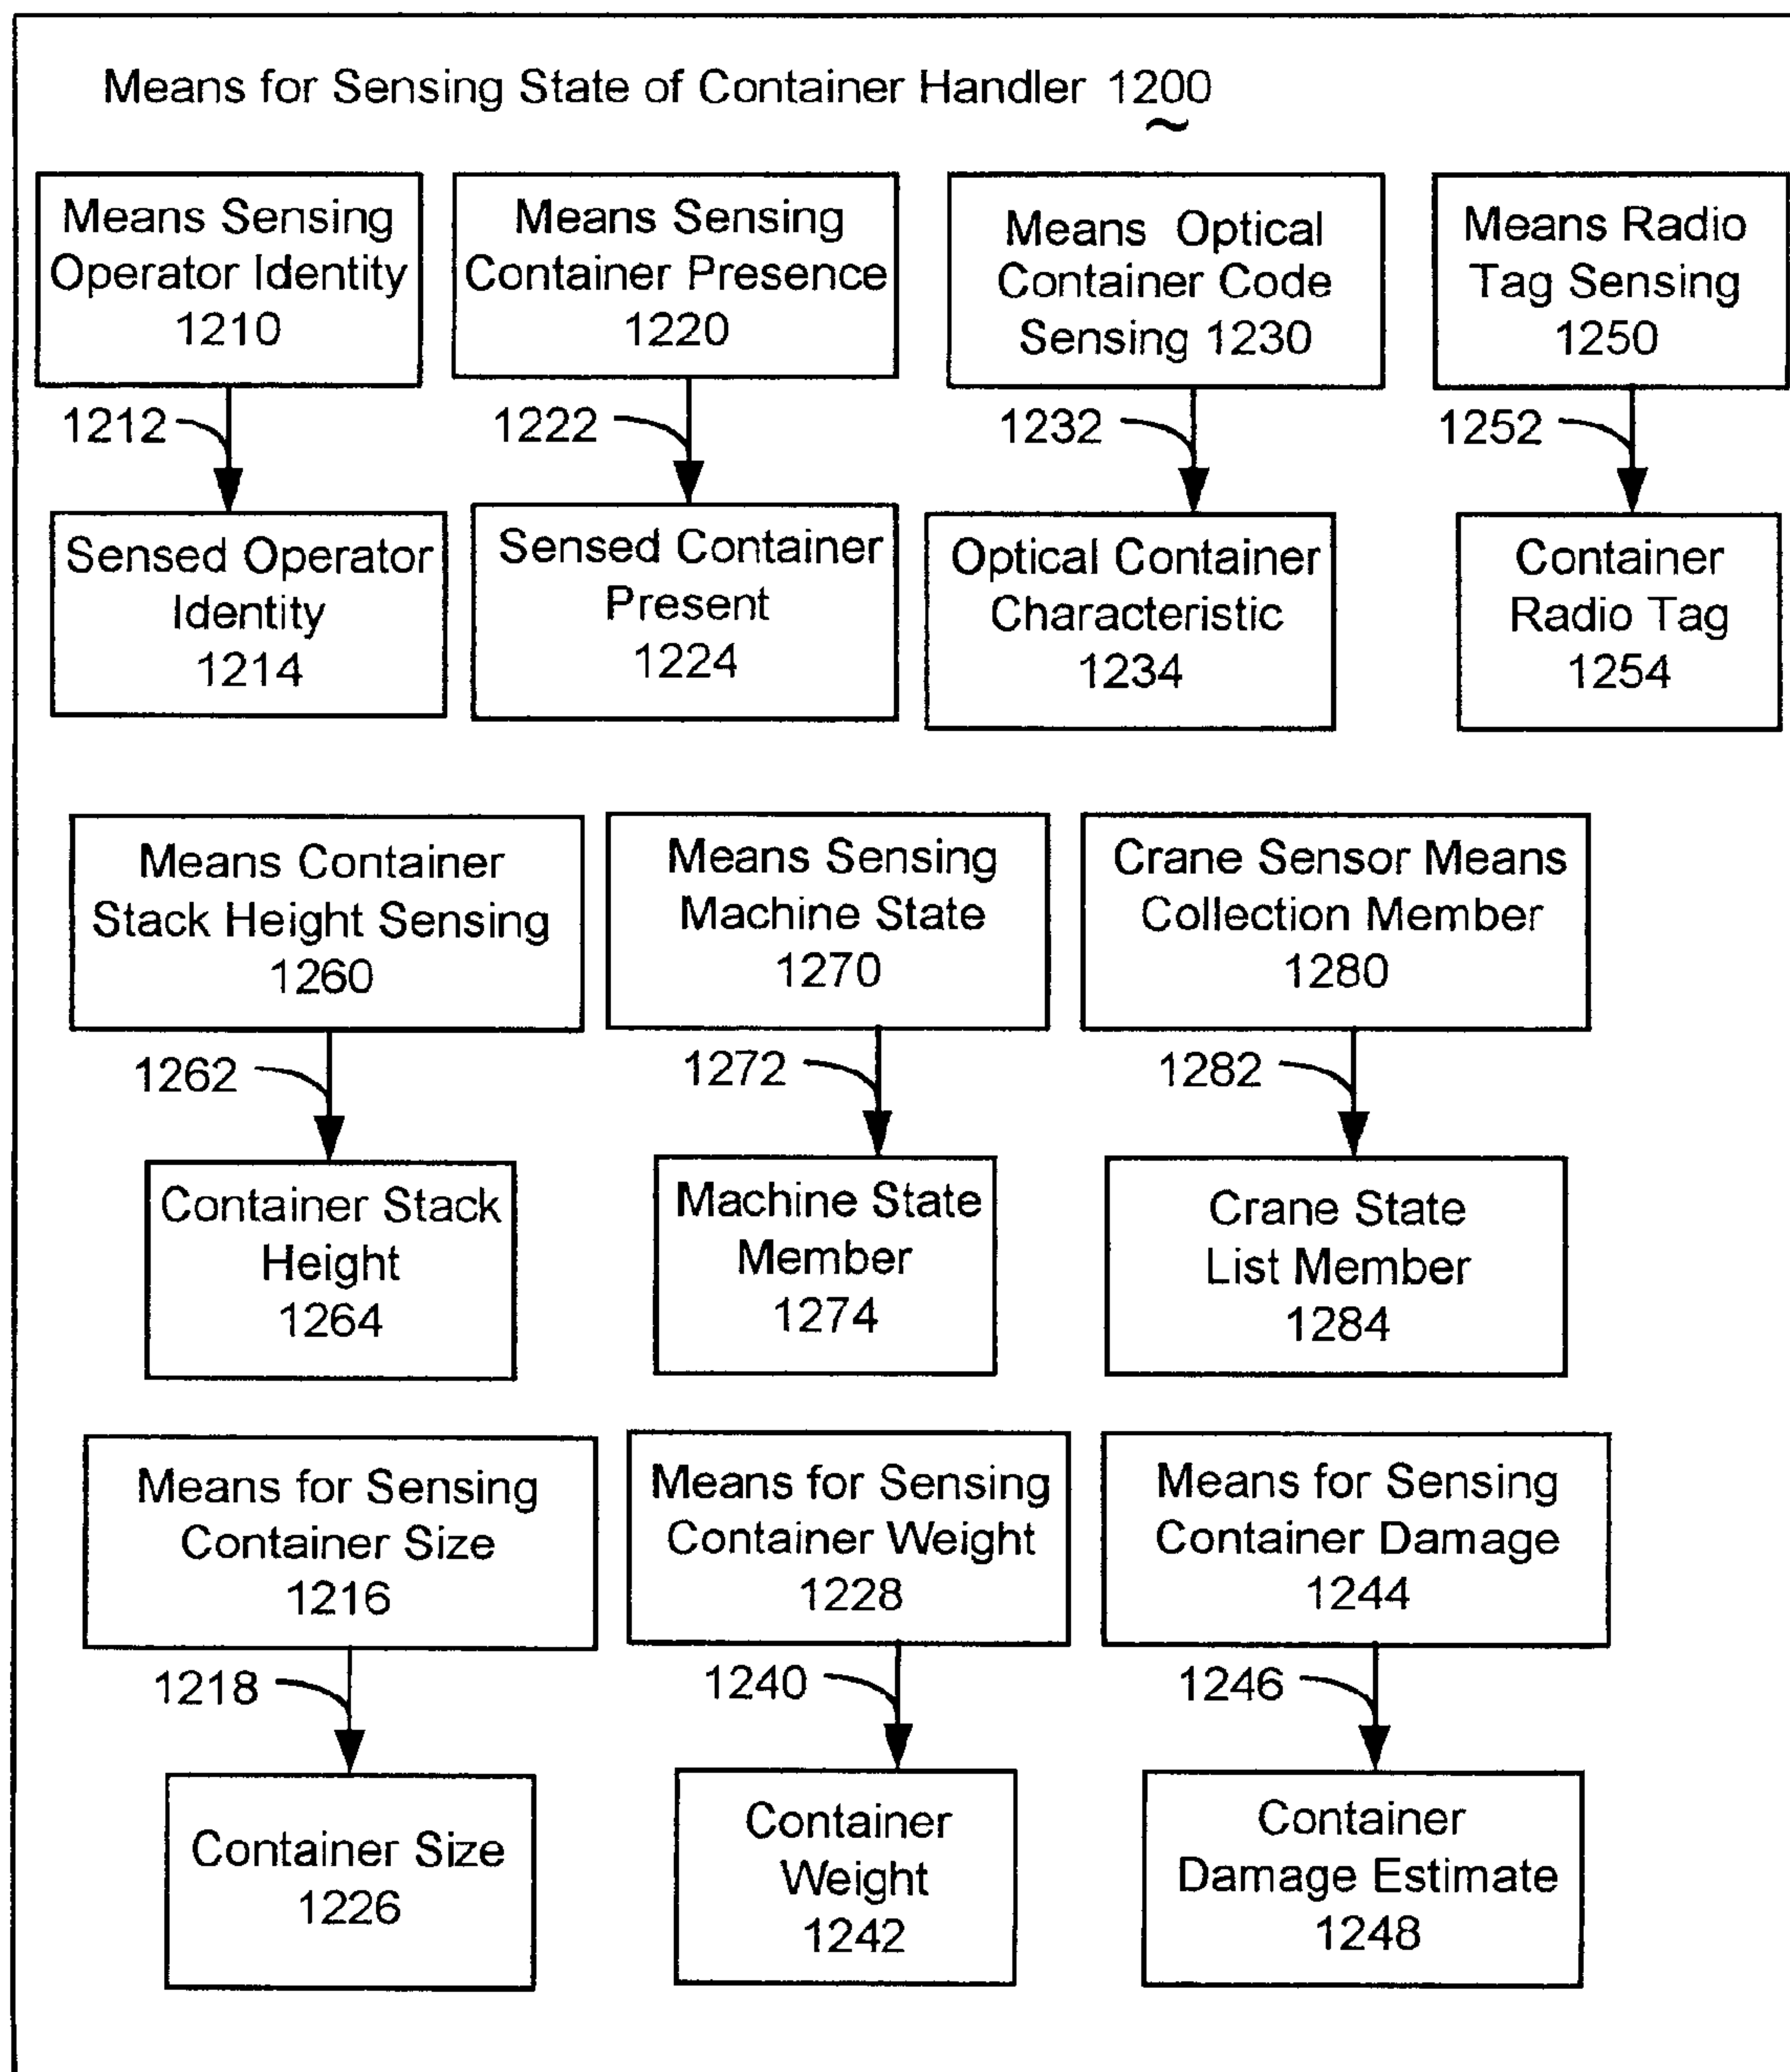 Means for Sensing State of Container Handler 1200
~
Means Sensing
Operator Identity
1210
Means Sensing
Container Presence
1220
Means Optical
Container Code
Sensing 1230
Means Radio
Tag Sensing
1250
1212
1222
1232
1252
Sensed Operator
Identity
1214
Sensed Container
Present
1224
Optical Container
Characteristic
1234
Container
Radio Tag
1254
Means Container
Stack Height Sensing
1260
Means Sensing
Machine State
1270
Crane Sensor Means
Collection Member
1280
1262
1272
1282
Container Stack
Height
1264
Machine State
Member
1274
Crane State
List Member
1284
Means for Sensing
Container Size
1216
Means for Sensing
Container Weight
1228
Means for Sensing
Container Damage
1244
1218
1240
1246
Container Size
1226
Container
Weight
1242
Container
Damage Estimate
1248